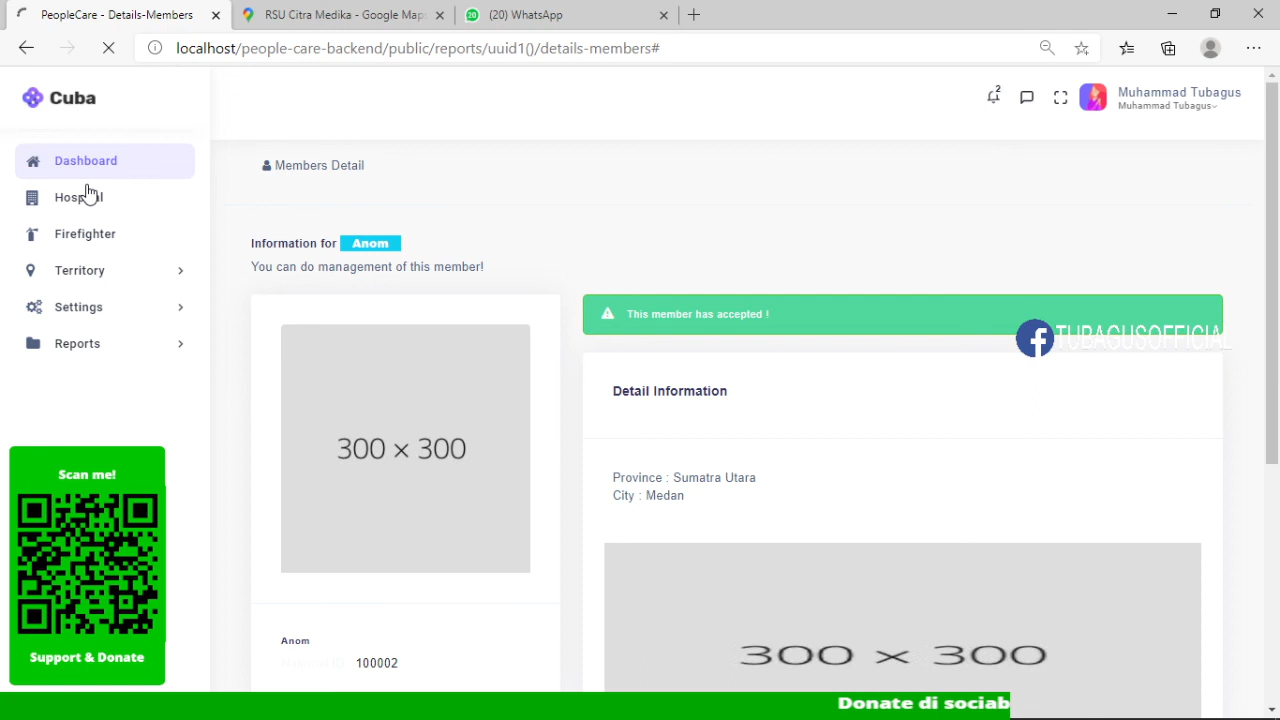 PeopleCare - Details-Members
RSU Citra Medika - Google Maps
(20) WhatsApp
localhost/people-care-backend/public/reports/uuid1()/details-members#
Cuba
2
Muhammad Tubagus
Muhammad Tubagus
Dashboard
Hospital
Firefighter
Territory
Settings
Reports
Members Detail
Information for Anom
You can do management of this member!
This member has accepted !
TUBAGUSOFFICIAL
Detail Information
Province : Sumatra Utara
City : Medan
300 × 300
300 × 300
Anom
100002
Scan me!
Support & Donate
Donate di sociab